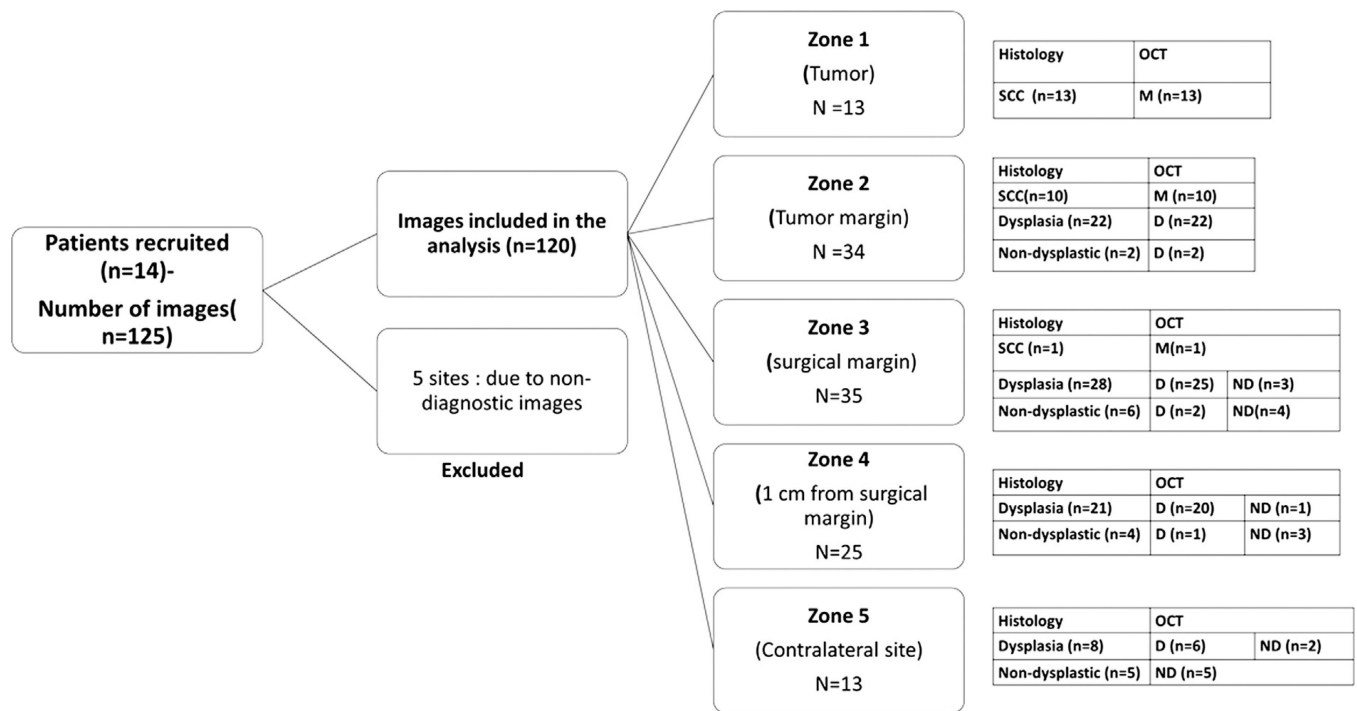 Patients recruited
(n=14)-
Number of images(
n=125)
Images included in the
analysis (n=120)
5 sites : due to non-
diagnostic images
Excluded
Zone 1
(Tumor)
N =13
Histology OCT
SCC (n=13) M (n=13)
Zone 2
(Tumor margin)
N =34
Histology OCT
SCC(n=10) M (n=10)
Dysplasia (n=22) D (n=22)
Non-dysplastic (n=2) D (n=2)
Zone 3
(surgical margin)
N=35
Histology OCT
SCC (n=1) M(n=1)
Dysplasia (n=28) D (n=25) ND (n=3)
Non-dysplastic (n=6) D (n=2) ND(n=4)
Zone 4
(1 cm from surgical
margin)
N=25
Histology OCT
Dysplasia (n=21) D (n=20) ND (n=1)
Non-dysplastic (n=4) D (n=1) ND (n=3)
Zone 5
(Contralateral site)
N=13
Histology OCT
Dysplasia (n=8) D (n=6) ND (n=2)
Non-dysplastic (n=5) ND (n=5)